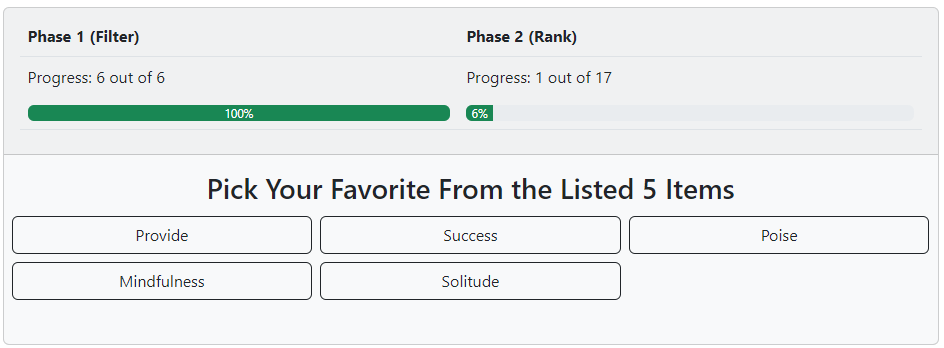 Phase 1 (Filter)
Phase 2 (Rank)
Progress: 6 out of 6
Progress: 1 out of 17
100%
6%
Pick Your Favorite From the Listed 5 Items
Provide
Success
Poise
Mindfulness
Solitude